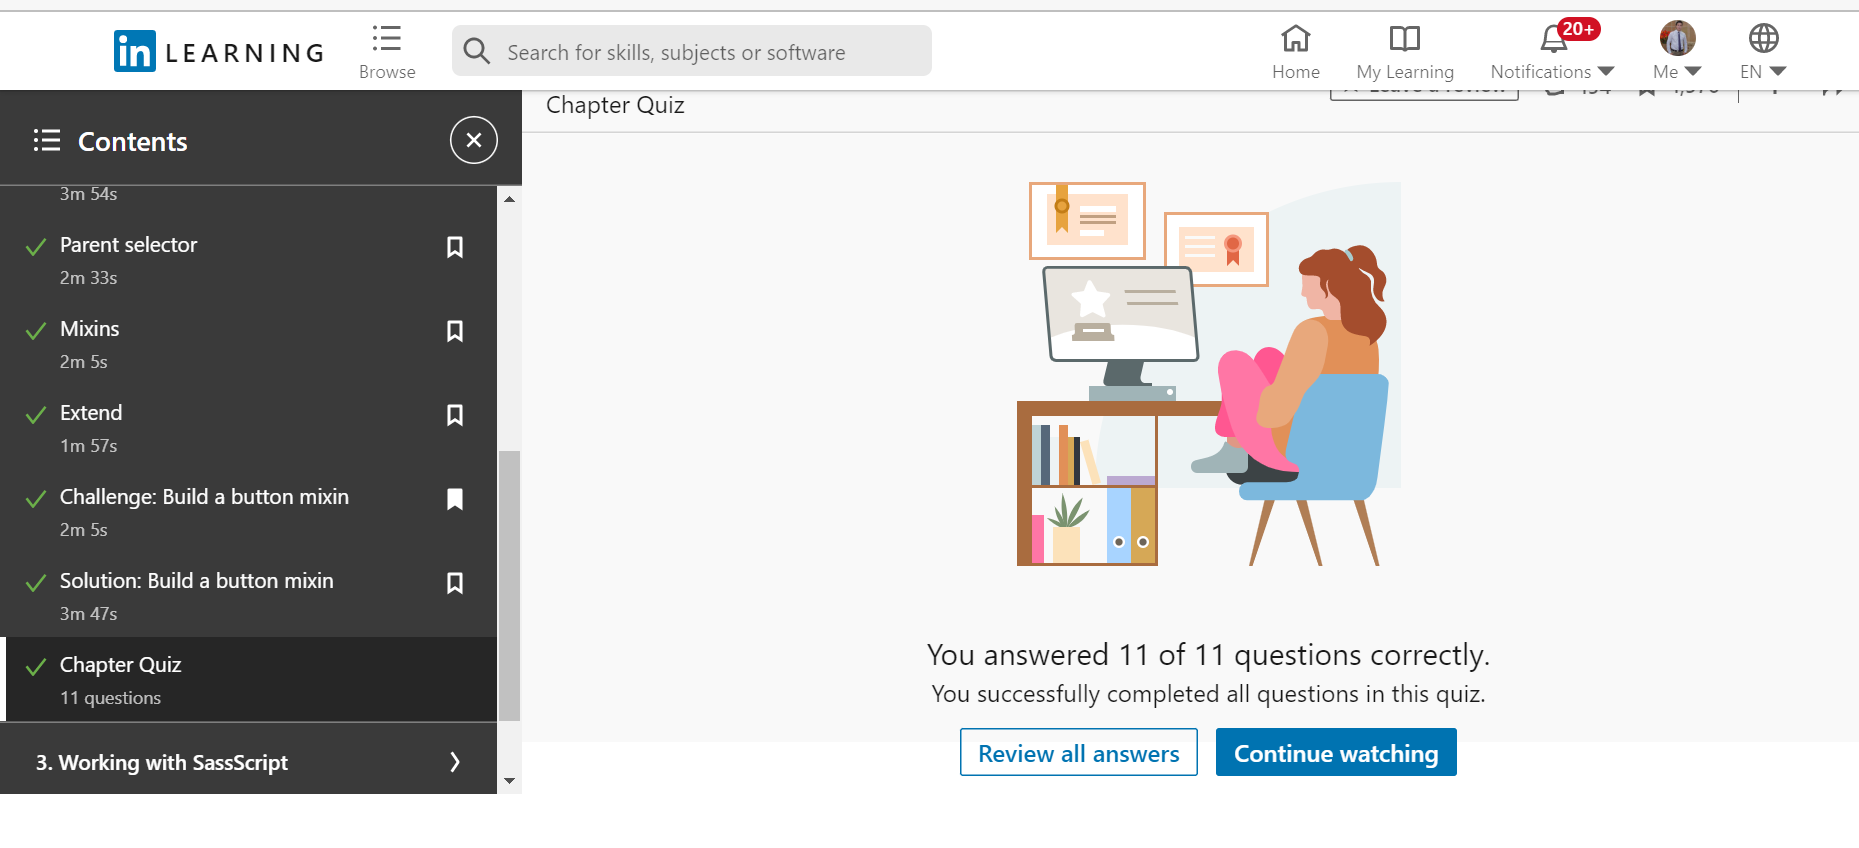 in LEARNING
Browse
Search for skills, subjects or software
Home
My Learning
20+
Notifications
Me
EN
Contents
3m 54s
Parent selector
2m 33s
Mixins
2m 5s
Extend
1m 57s
Challenge: Build a button mixin
2m 5s
Solution: Build a button mixin
3m 47s
Chapter Quiz
11 questions
3. Working with SassScript
Chapter Quiz
Leave a review
You answered 11 of 11 questions correctly.
You successfully completed all questions in this quiz.
Review all answers
Continue watching